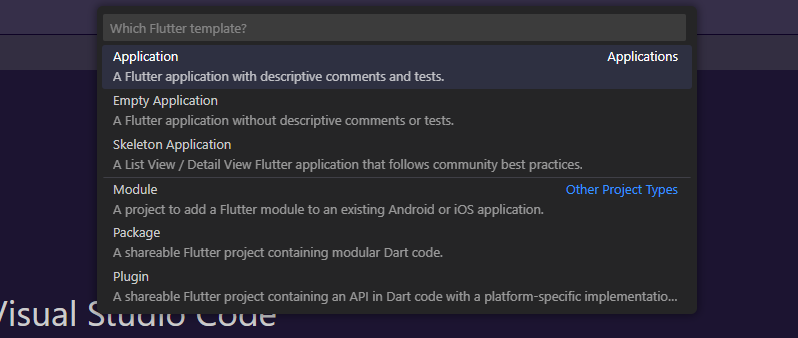 Which Flutter template?
Application Applications
A Flutter application with descriptive comments and tests.
Empty Application
A Flutter application without descriptive comments or tests.
Skeleton Application
A List View / Detail View Flutter application that follows community best practices.
Module Other Project Types
A project to add a Flutter module to an existing Android or iOS application.
Package
A shareable Flutter project containing modular Dart code.
Plugin
A shareable Flutter project containing an API in Dart code with a platform-specific implementatio...
Visual Studio Code